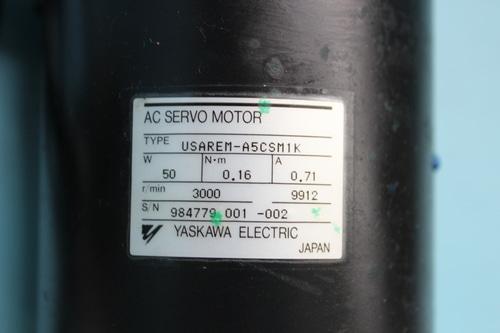 AC SERVO MOTOR
TYPE USAREM-A5CSM1K
W N·m A
50 0.16 0.71
r/min 3000 9912
S/N 984779 001 -002
YASKAWA ELECTRIC
JAPAN